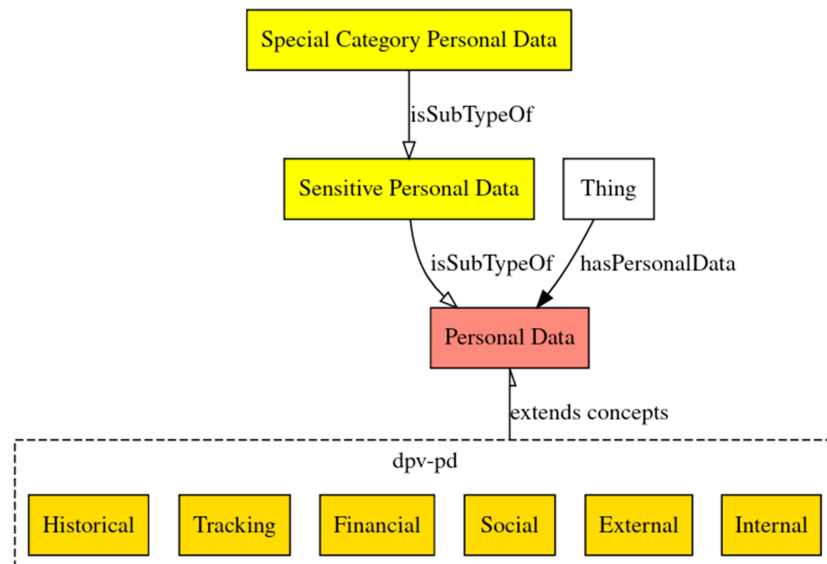 Special Category Personal Data
isSubTypeOf
Sensitive Personal Data
Thing
isSubTypeOf
hasPersonalData
Personal Data
extends concepts
dpv-pd
Historical
Tracking
Financial
Social
External
Internal